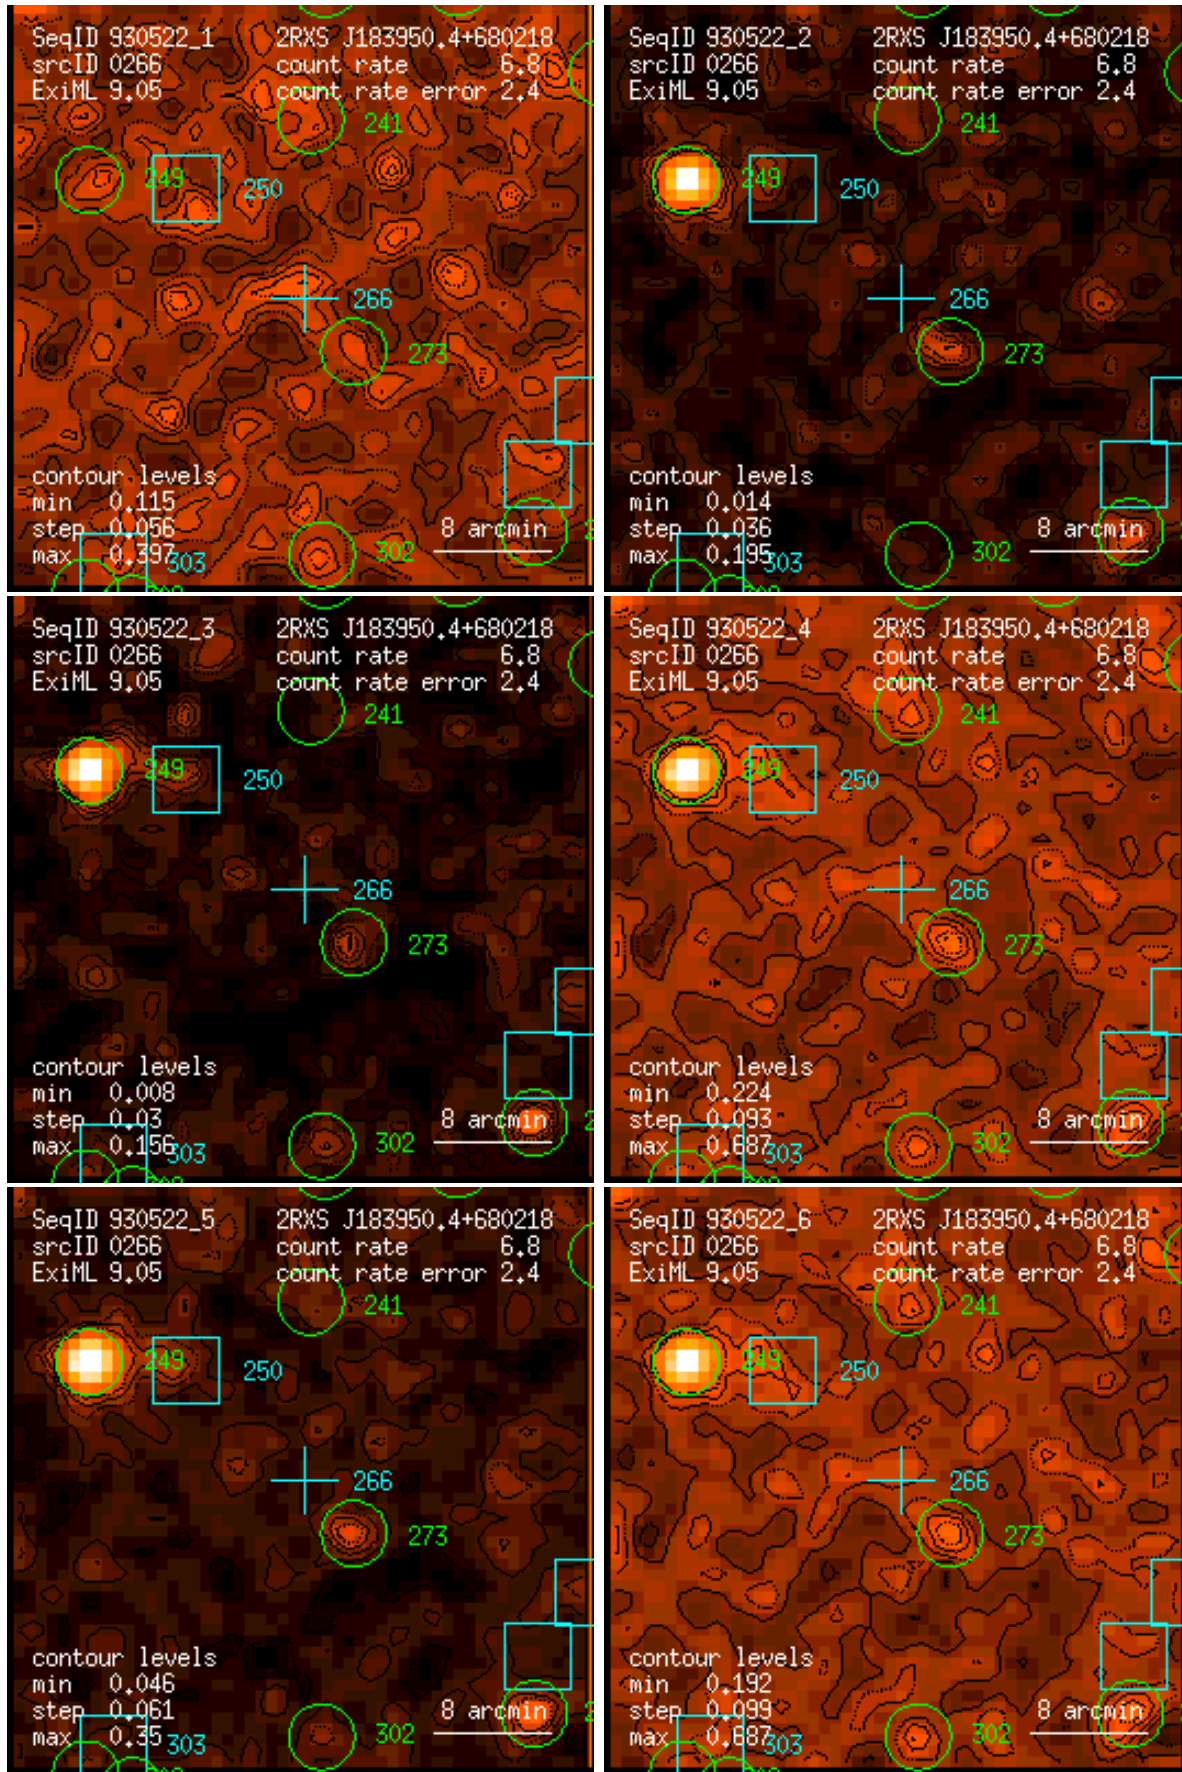 SeqID 930522_1 2RXS J183950.4+680218
srcID 0266 count rate 6.8
ExiML 9.05 count rate error 2.4
241
249
250
266
273
contour levels
min 0.115
step 0.056 8 arcmin
max 0.397 303 302
SeqID 930522_2 2RXS J183950.4+680218
srcID 0266 count rate 6.8
ExiML 9.05 count rate error 2.4
241
249
250
266
273
contour levels
min 0.014
step 0.036 8 arcmin
max 0.195 303 302
SeqID 930522_3 2RXS J183950.4+680218
srcID 0266 count rate 6.8
ExiML 9.05 count rate error 2.4
241
249
250
266
273
contour levels
min 0.008
step 0.03 8 arcmin
max 0.156 303 302
SeqID 930522_4 2RXS J183950.4+680218
srcID 0266 count rate 6.8
ExiML 9.05 count rate error 2.4
241
249
250
266
273
contour levels
min 0.224
step 0.093 8 arcmin
max 0.687 303 302
SeqID 930522_5 2RXS J183950.4+680218
srcID 0266 count rate 6.8
ExiML 9.05 count rate error 2.4
241
249
250
266
273
contour levels
min 0.046
step 0.061 8 arcmin
max 0.35 303 302
SeqID 930522_6 2RXS J183950.4+680218
srcID 0266 count rate 6.8
ExiML 9.05 count rate error 2.4
241
249
250
266
273
contour levels
min 0.192
step 0.099 8 arcmin
max 0.687 303 302